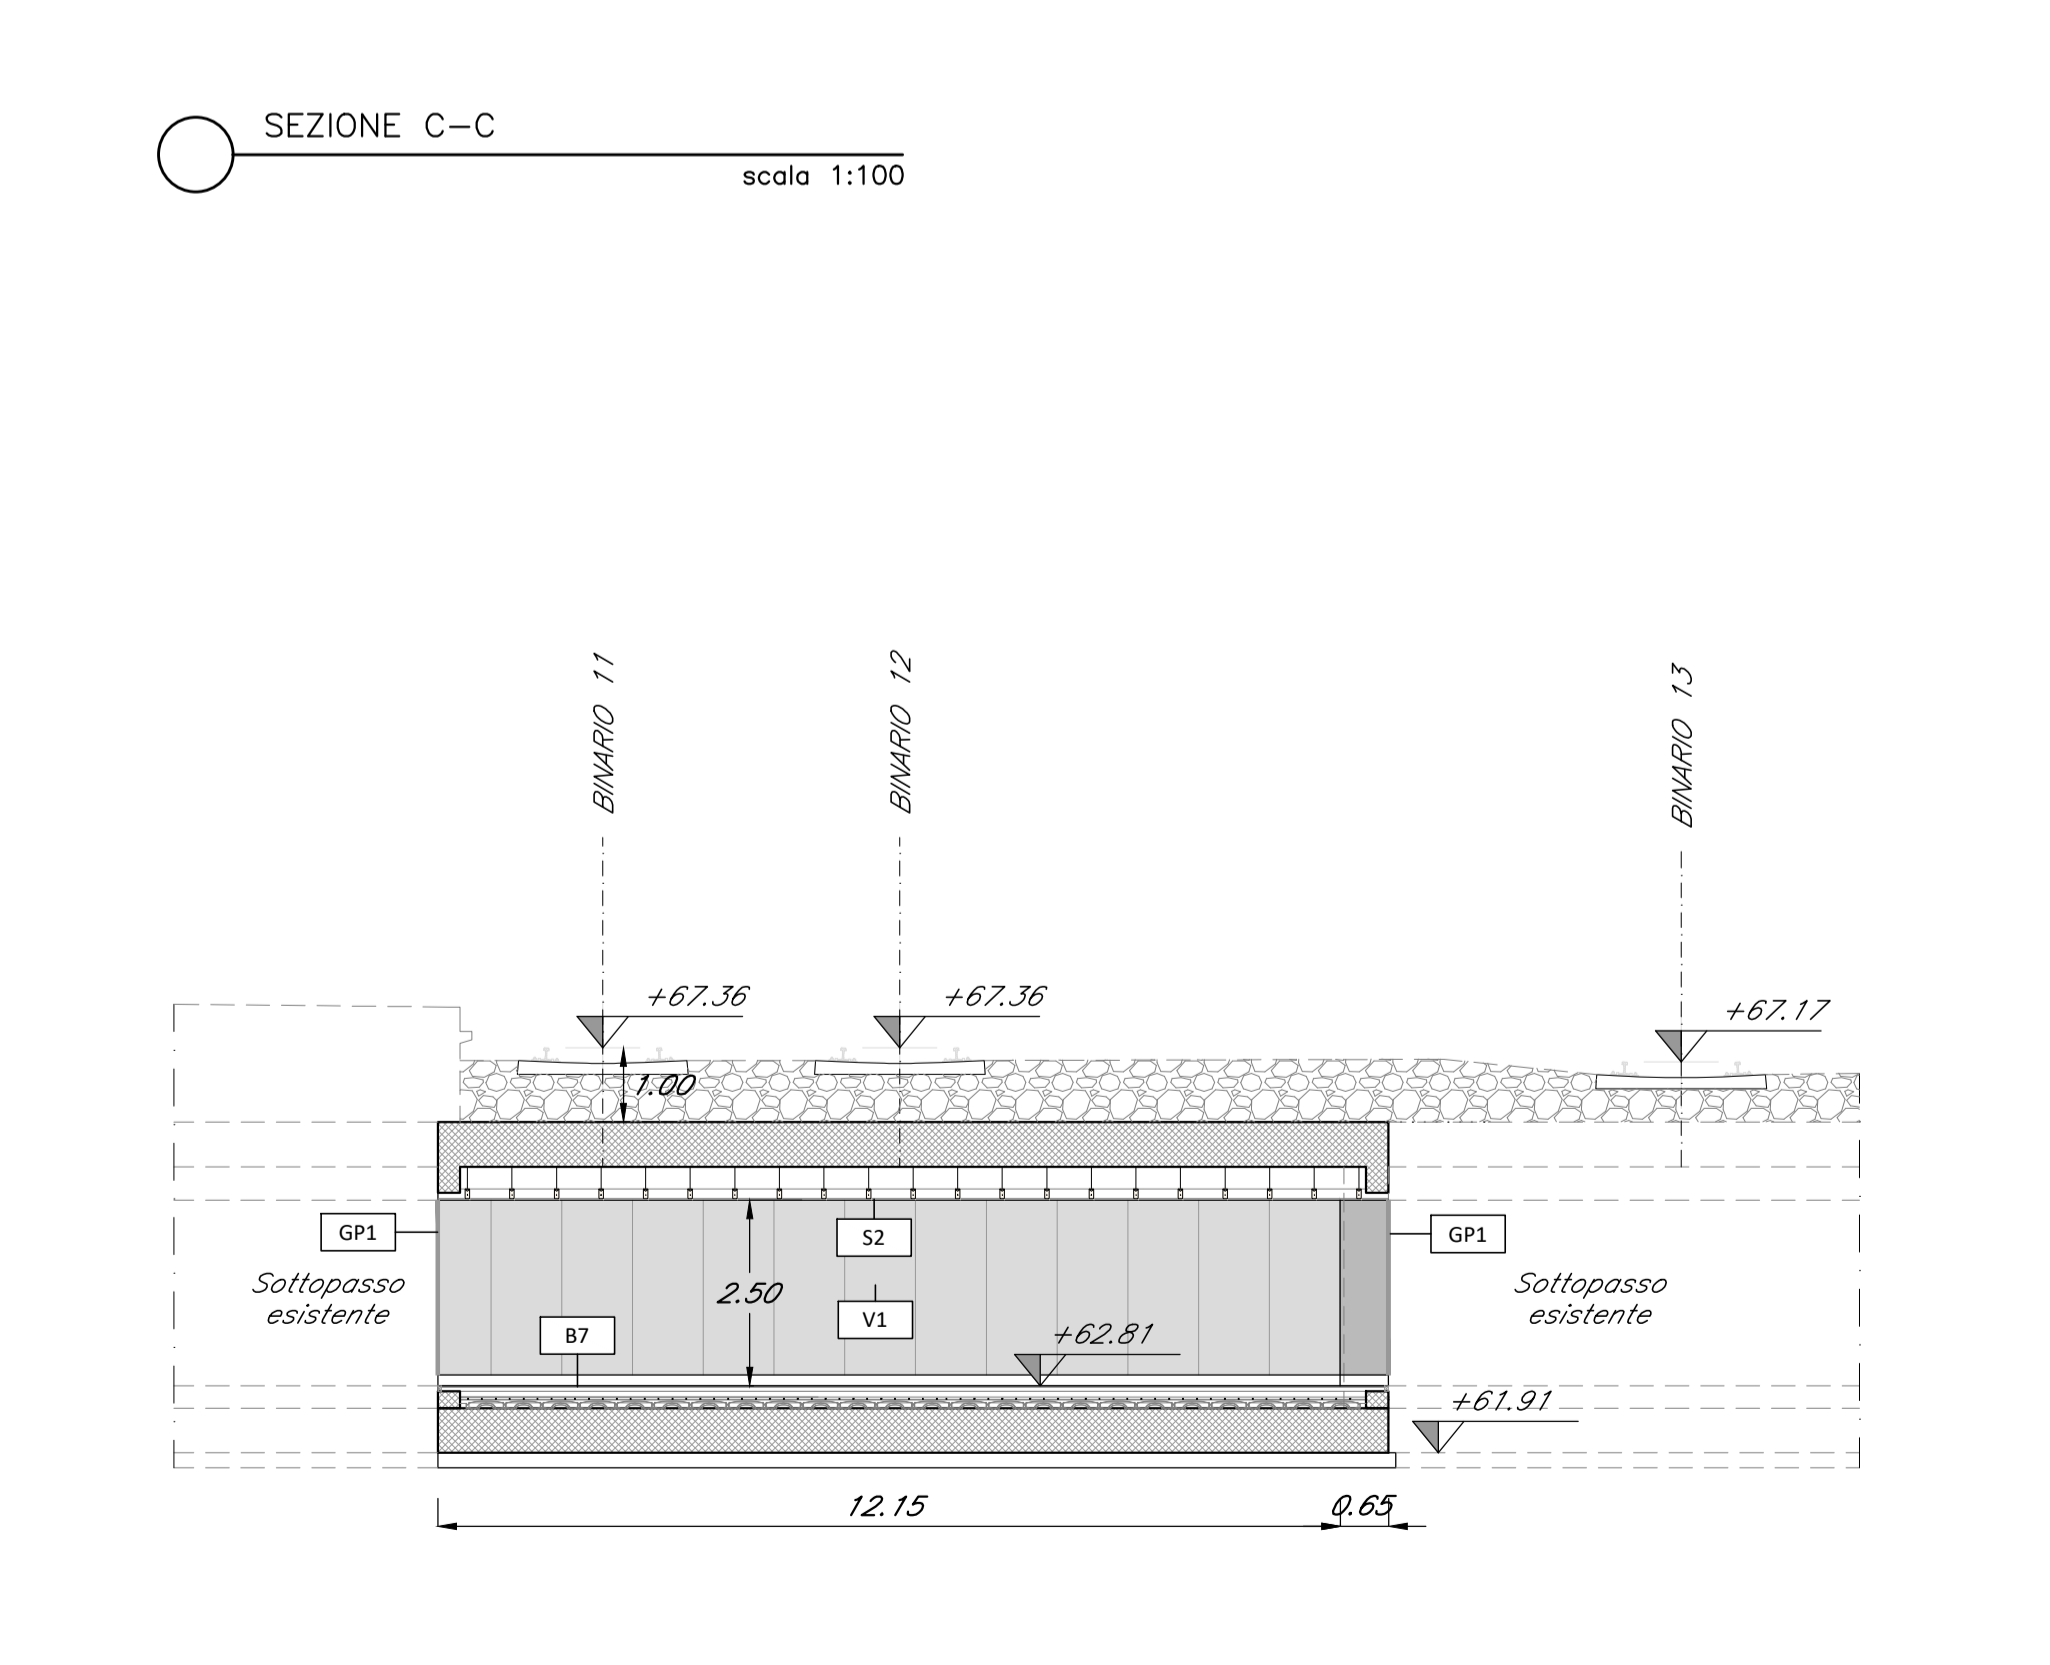 SEZIONE C-C
scala 1:100
BINARIO 11
BINARIO 12
BINARIO 13
+67.36
+67.36
+67.17
1.00
GP1
S2
GP1
Sottopasso
esistente
2.50
V1
Sottopasso
esistente
B7
+62.81
+61.91
12.15
0.65